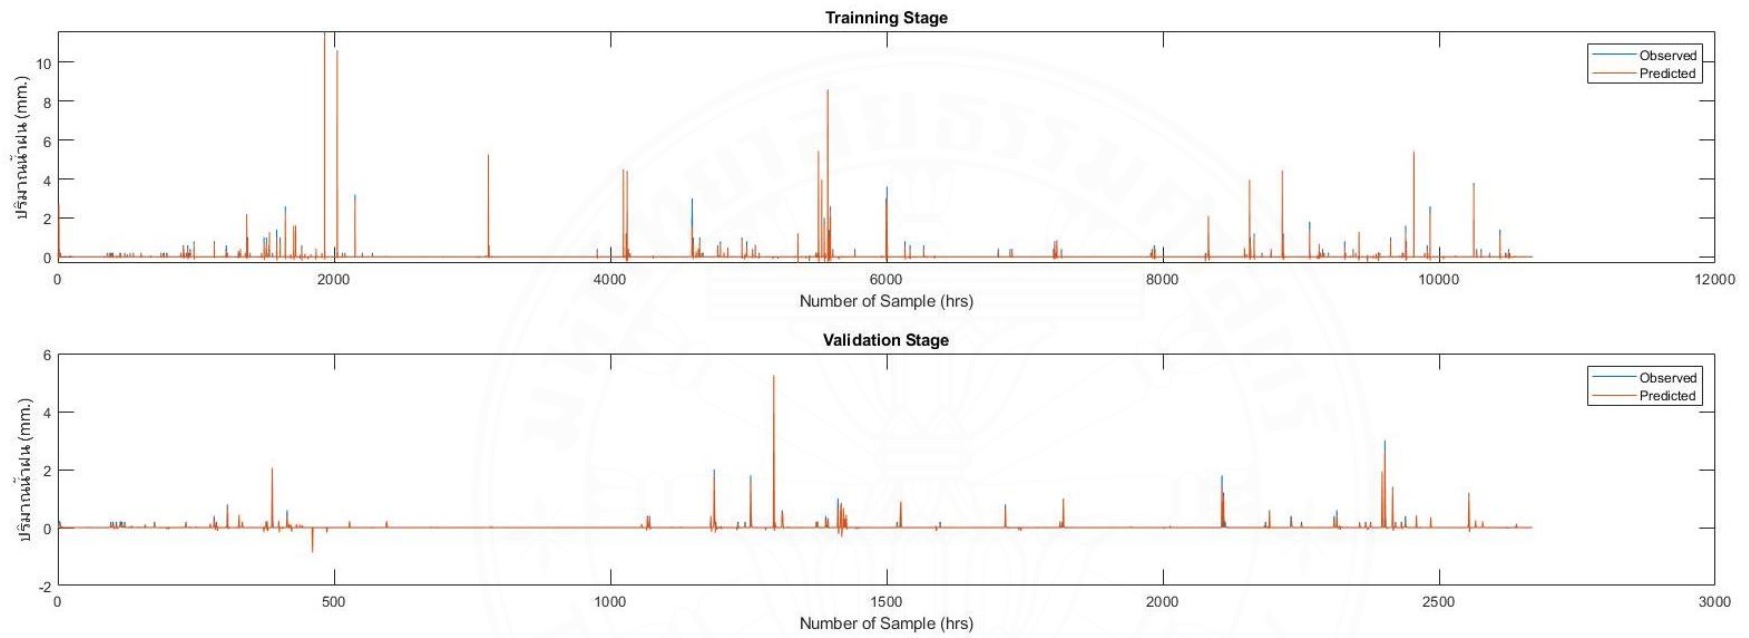 Trainning Stage
ปริมาณน้ำฝน (mm.)
10
8
6
4
2
0
Observed
Predicted
0 2000 4000 6000 8000 10000 12000
Number of Sample (hrs)
Validation Stage
ปริมาณน้ำฝน (mm.)
6
4
2
0
-2
Observed
Predicted
0 500 1000 1500 2000 2500 3000
Number of Sample (hrs)